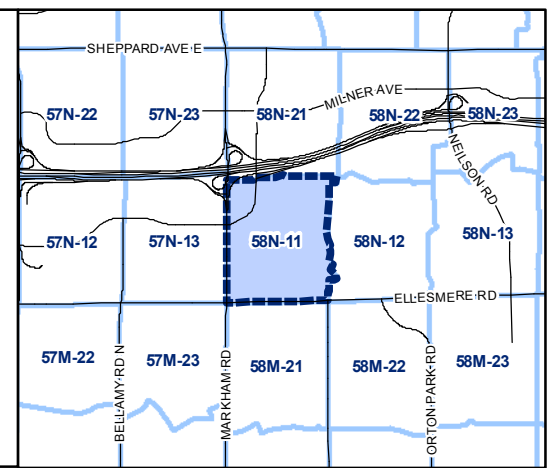 SHEPPARD AVE E
MILNER AVE
57N-22
57N-23
58N-21
58N-22
58N-23
NEILSON RD
57N-12
57N-13
58N-11
58N-12
58N-13
ELLESMERE RD
57M-22
57M-23
58M-21
58M-22
58M-23
BELLAMY RD N
MARKHAM RD
ORTON PARK RD